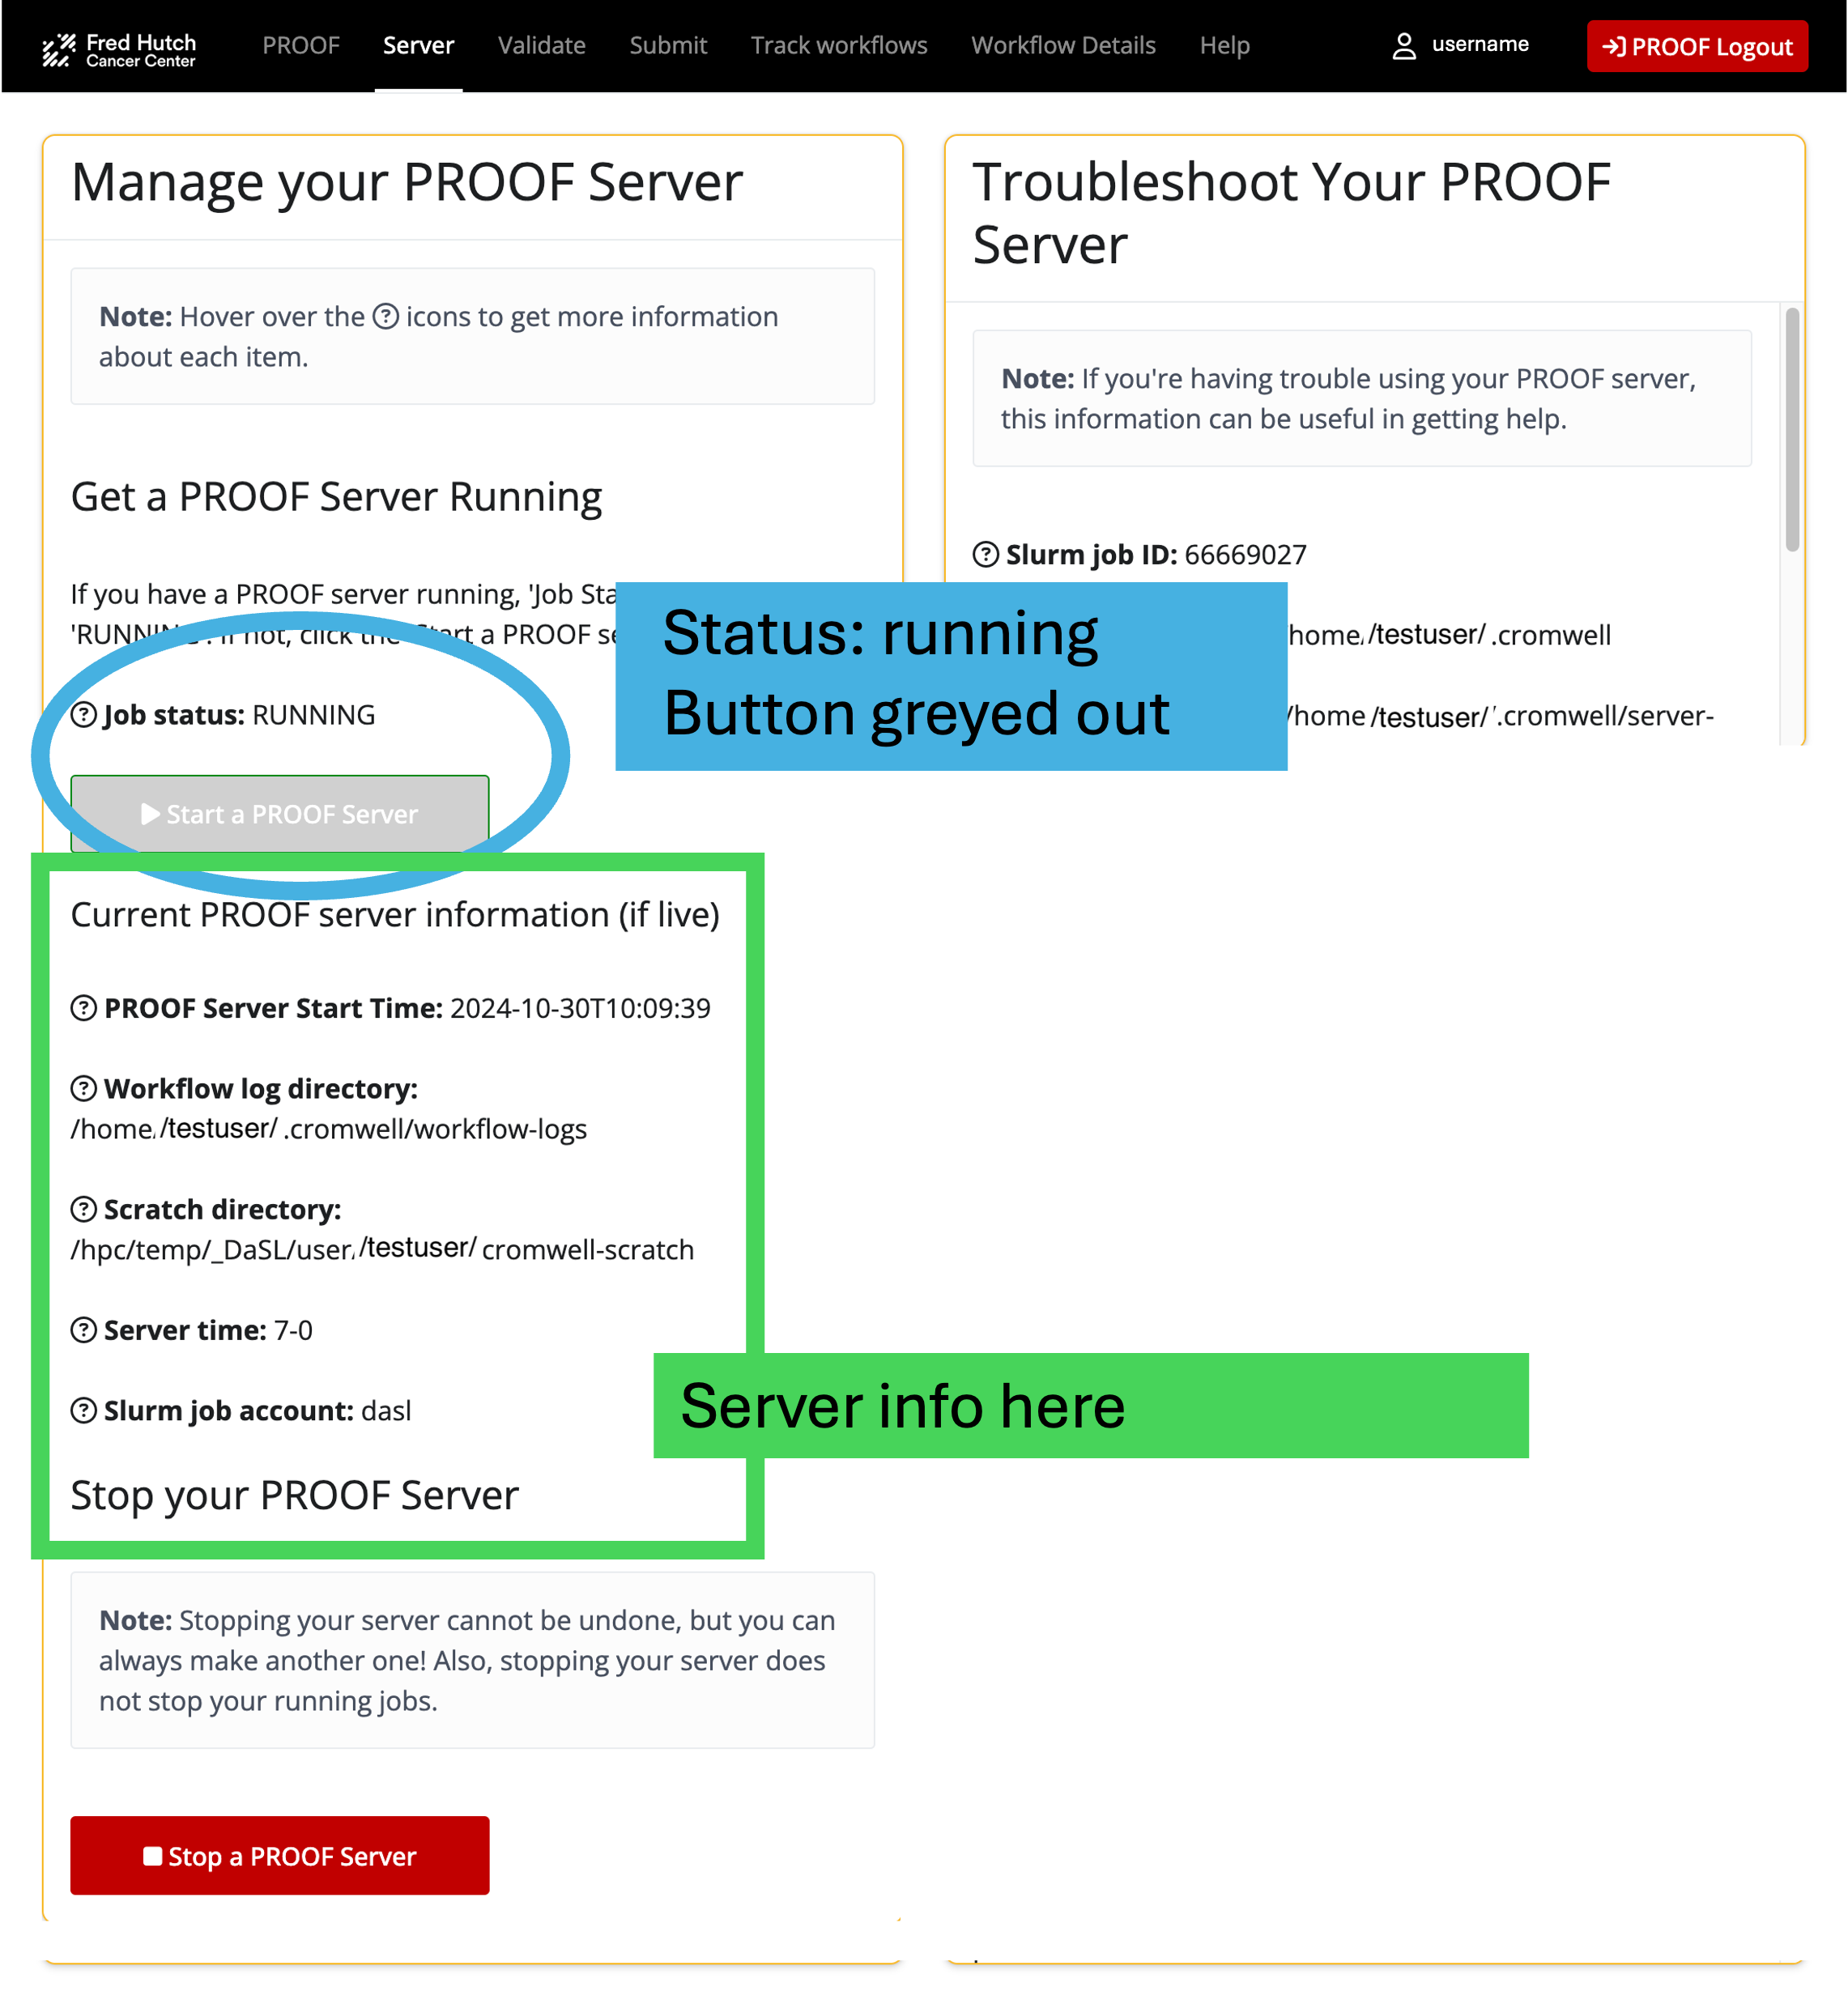 Fred Hutch
Cancer Center
PROOF Server Validate Submit Track workflows Workflow Details Help username PROOF Logout
Manage your PROOF Server
Note: Hover over the ? icons to get more information
about each item.
Get a PROOF Server Running
If you have a PROOF server running, 'Job Sta
'RUNNING'. If not, click the 'Start a PROOF se
? Job status: RUNNING
Start a PROOF Server
Status: running
Button greyed out
Current PROOF server information (if live)
? PROOF Server Start Time: 2024-10-30T10:09:39
? Workflow log directory:
/home/ /testuser/ .cromwell/workflow-logs
? Scratch directory:
/hpc/temp/_DaSL/user/ /testuser/ cromwell-scratch
? Server time: 7-0
? Slurm job account: dasl
Server info here
Stop your PROOF Server
Note: Stopping your server cannot be undone, but you can
always make another one! Also, stopping your server does
not stop your running jobs.
Stop a PROOF Server
Troubleshoot Your PROOF
Server
Note: If you're having trouble using your PROOF server,
this information can be useful in getting help.
? Slurm job ID: 66669027
/home/ /testuser/ .cromwell
/home /testuser/ .cromwell/server-